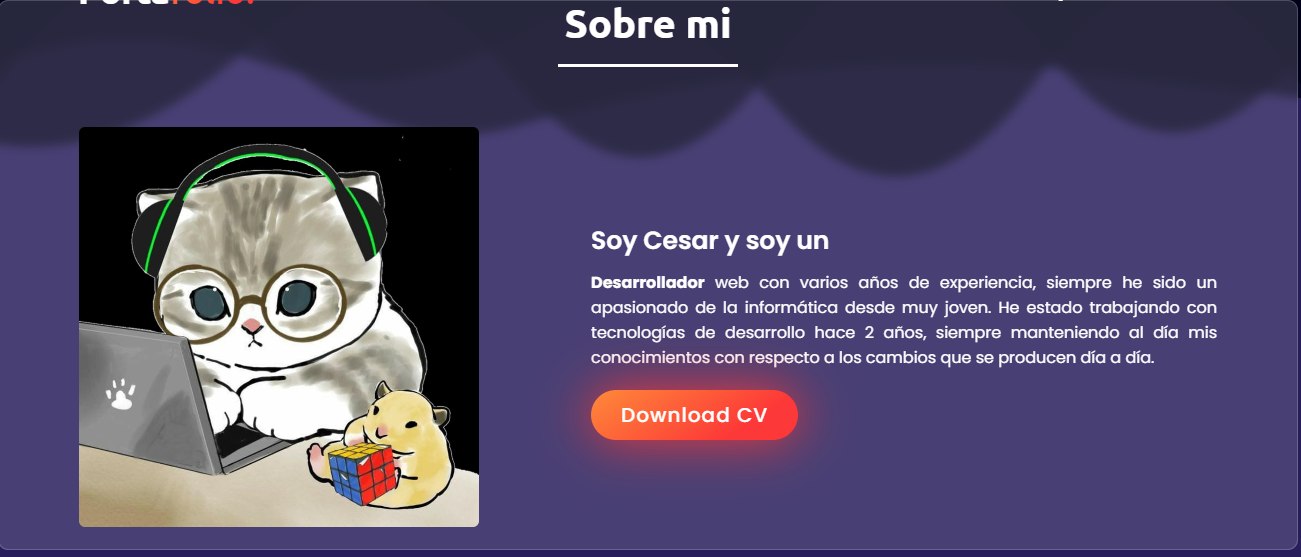 Portafolio!
Sobre mi
Soy Cesar y soy un
Desarrollador web con varios años de experiencia, siempre he sido un
apasionado de la informática desde muy joven. He estado trabajando con
tecnologías de desarrollo hace 2 años, siempre manteniendo al día mis
conocimientos con respecto a los cambios que se producen día a día.
Download CV